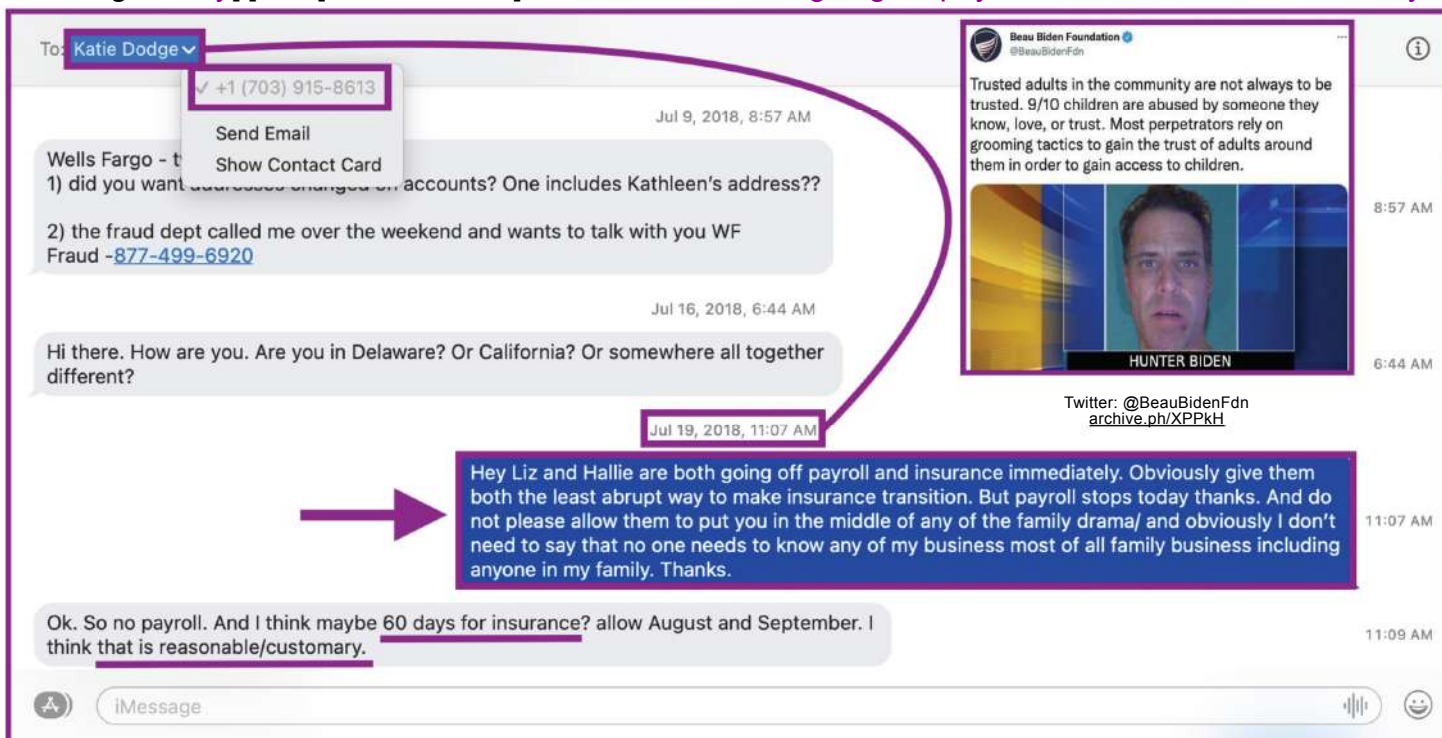 To: Katie Dodge
+1 (703) 915-8613
Send Email
Show Contact Card
Jul 9, 2018, 8:57 AM
Wells Fargo -
1) did you want addresses changed on accounts? One includes Kathleen's address??
2) the fraud dept called me over the weekend and wants to talk with you WF
Fraud -877-499-6920
8:57 AM
Jul 16, 2018, 6:44 AM
Hi there. How are you. Are you in Delaware? Or California? Or somewhere all together
different?
6:44 AM
Beau Biden Foundation
@BeauBidenFdn
Trusted adults in the community are not always to be
trusted. 9/10 children are abused by someone they
know, love, or trust. Most perpetrators rely on
grooming tactics to gain the trust of adults around
them in order to gain access to children.
HUNTER BIDEN
Twitter: @BeauBidenFdn
archive.ph/XPPkH
Jul 19, 2018, 11:07 AM
Hey Liz and Hallie are both going off payroll and insurance immediately. Obviously give them
both the least abrupt way to make insurance transition. But payroll stops today thanks. And do
not please allow them to put you in the middle of any of the family drama/ and obviously I don't
need to say that no one needs to know any of my business most of all family business including
anyone in my family. Thanks.
11:07 AM
Ok. So no payroll. And I think maybe 60 days for insurance? allow August and September. I
think that is reasonable/customary.
11:09 AM
iMessage